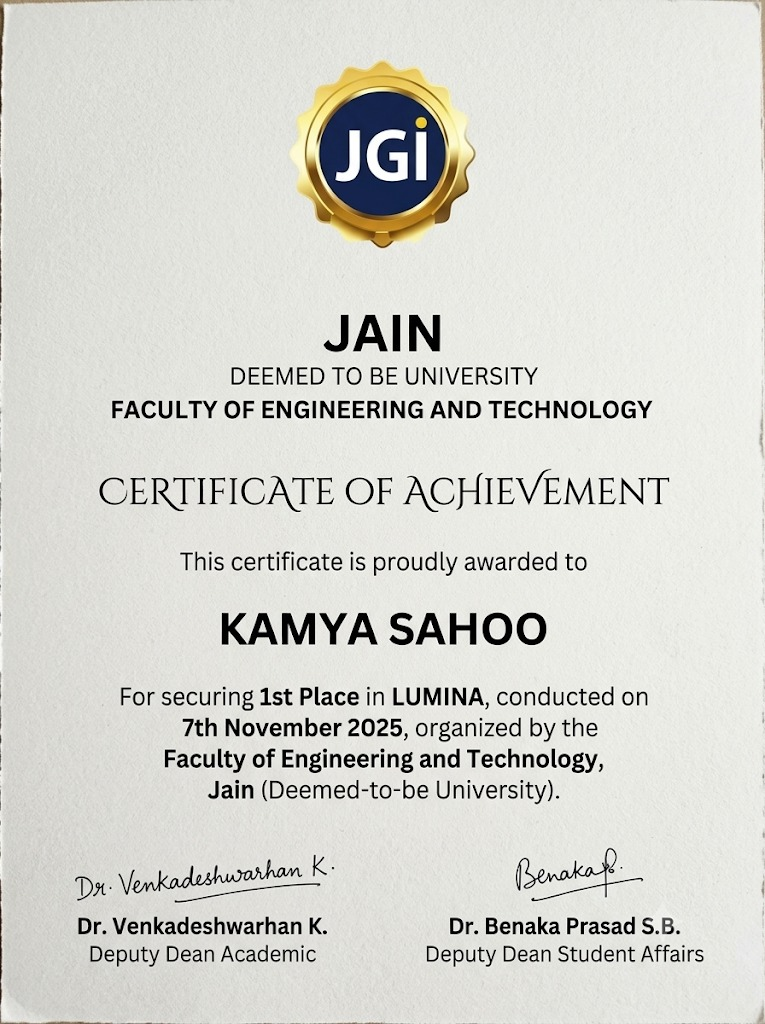 JGi
JAIN
DEEMED TO BE UNIVERSITY
FACULTY OF ENGINEERING AND TECHNOLOGY
CERTIFICATE OF ACHIEVEMENT
This certificate is proudly awarded to
KAMYA SAHOO
For securing 1st Place in LUMINA, conducted on
7th November 2025, organized by the
Faculty of Engineering and Technology,
Jain (Deemed-to-be University).
Dr. Venkadeshwarhan K.
Dr. Venkadeshwarhan K.
Deputy Dean Academic
Benaka
Dr. Benaka Prasad S.B.
Deputy Dean Student Affairs